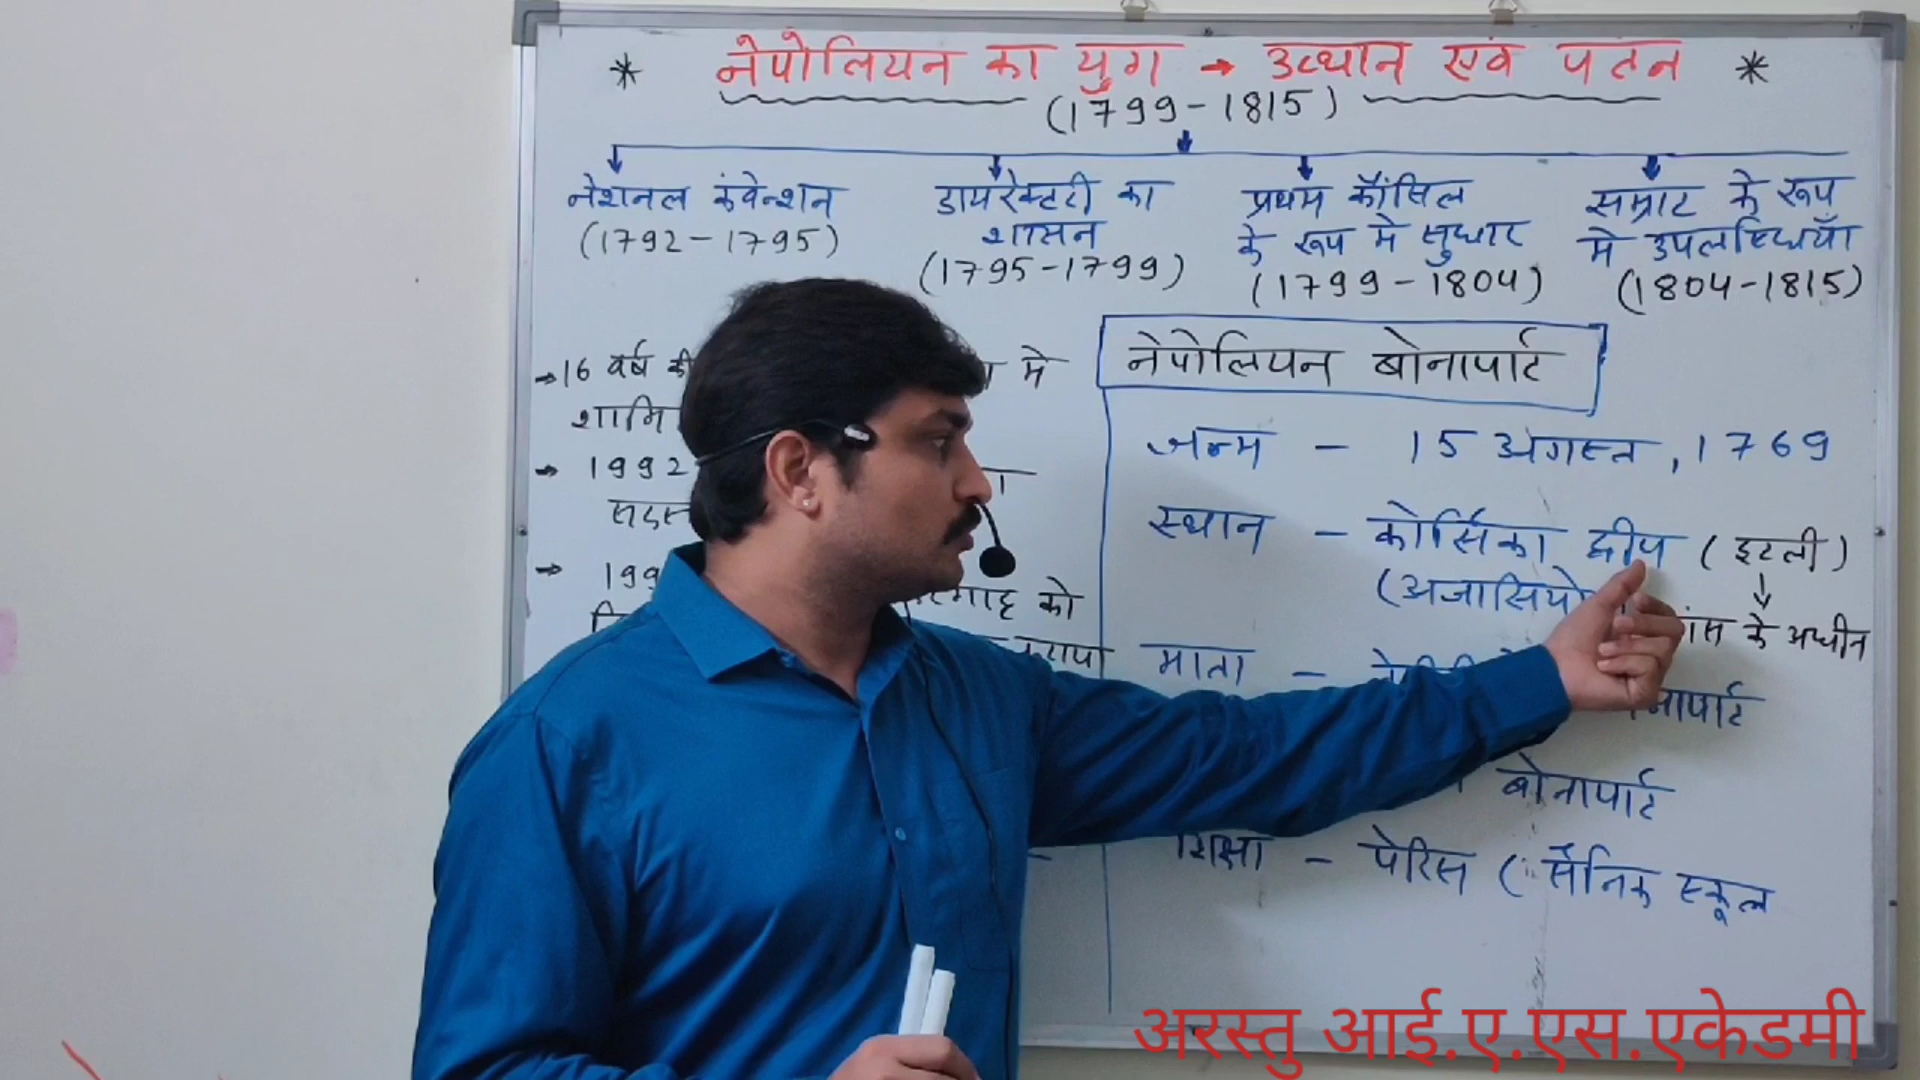 * नेपोलियन का युग → उत्थान एवं पतन *
(1799-1815)
नेशनल कंवेन्शन
(1792-1795)
डायरेक्टरी का
शासन
(1795-1799)
प्रथम कौंसिल
के रूप मे सुधार
(1799-1804)
सम्राट के रूप
मे उपलब्धियाँ
(1804-1815)
→16 वर्ष की मे
शामि
→ 1992
सदस
→ 199 को
नेपोलियन बोनापार्ट
जन्म - 15 अगस्त, 1769
स्थान - कोर्सिका द्वीप (इटली)
(अजासियो ↓
के अधीन
माता -
नापार्ट
बोनापार्ट
शिक्षा - पेरिस (सैनिक स्कूल
अरस्तु आई.ए.एस.एकेडमी